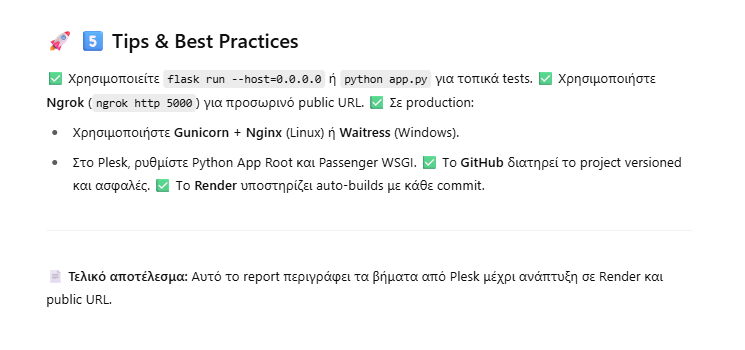 🚀 5️⃣ Tips & Best Practices
✅ Χρησιμοποιείτε flask run --host=0.0.0.0 ή python app.py για τοπικά tests. ✅ Χρησιμοποιήστε
Ngrok (ngrok http 5000) για προσωρινό public URL. ✅ Σε production:
• Χρησιμοποιήστε Gunicorn + Nginx (Linux) ή Waitress (Windows).
• Στο Plesk, ρυθμίστε Python App Root και Passenger WSGI. ✅ Το GitHub διατηρεί το project versioned
και ασφαλές. ✅ Το Render υποστηρίζει auto-builds με κάθε commit.
📄 Τελικό αποτέλεσμα: Αυτό το report περιγράφει τα βήματα από Plesk μέχρι ανάπτυξη σε Render και
public URL.